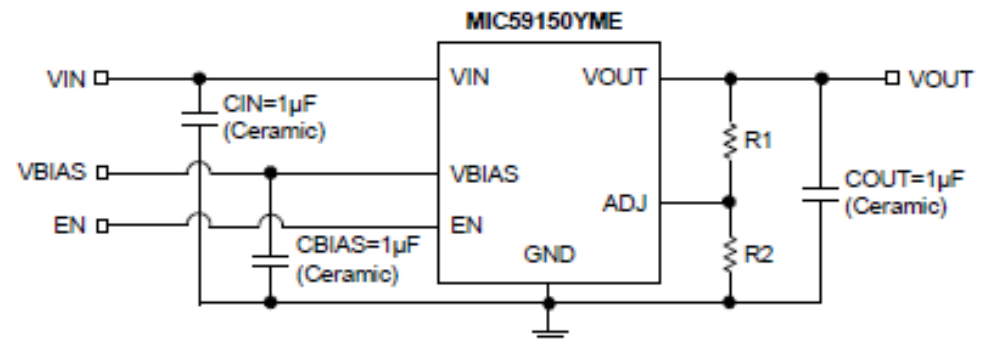 MIC59150YME
VIN
VIN
VOUT
VOUT
CIN=1µF
(Ceramic)
R1
VBIAS
VBIAS
COUT=1µF
(Ceramic)
ADJ
EN
EN
CBIAS=1µF
(Ceramic)
GND
R2